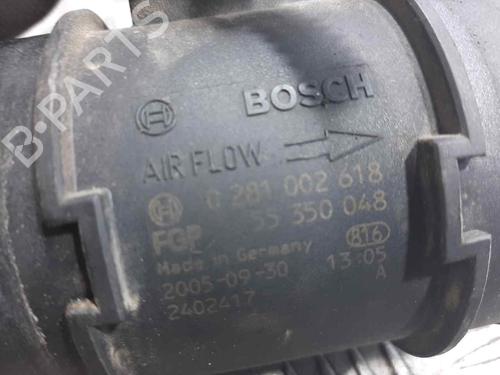 B-PARTS
BOSCH
AIR FLOW
0 281 002 618
55 350 048
FGP
Made in Germany
816
2005-09-30 13:05
A
2402417